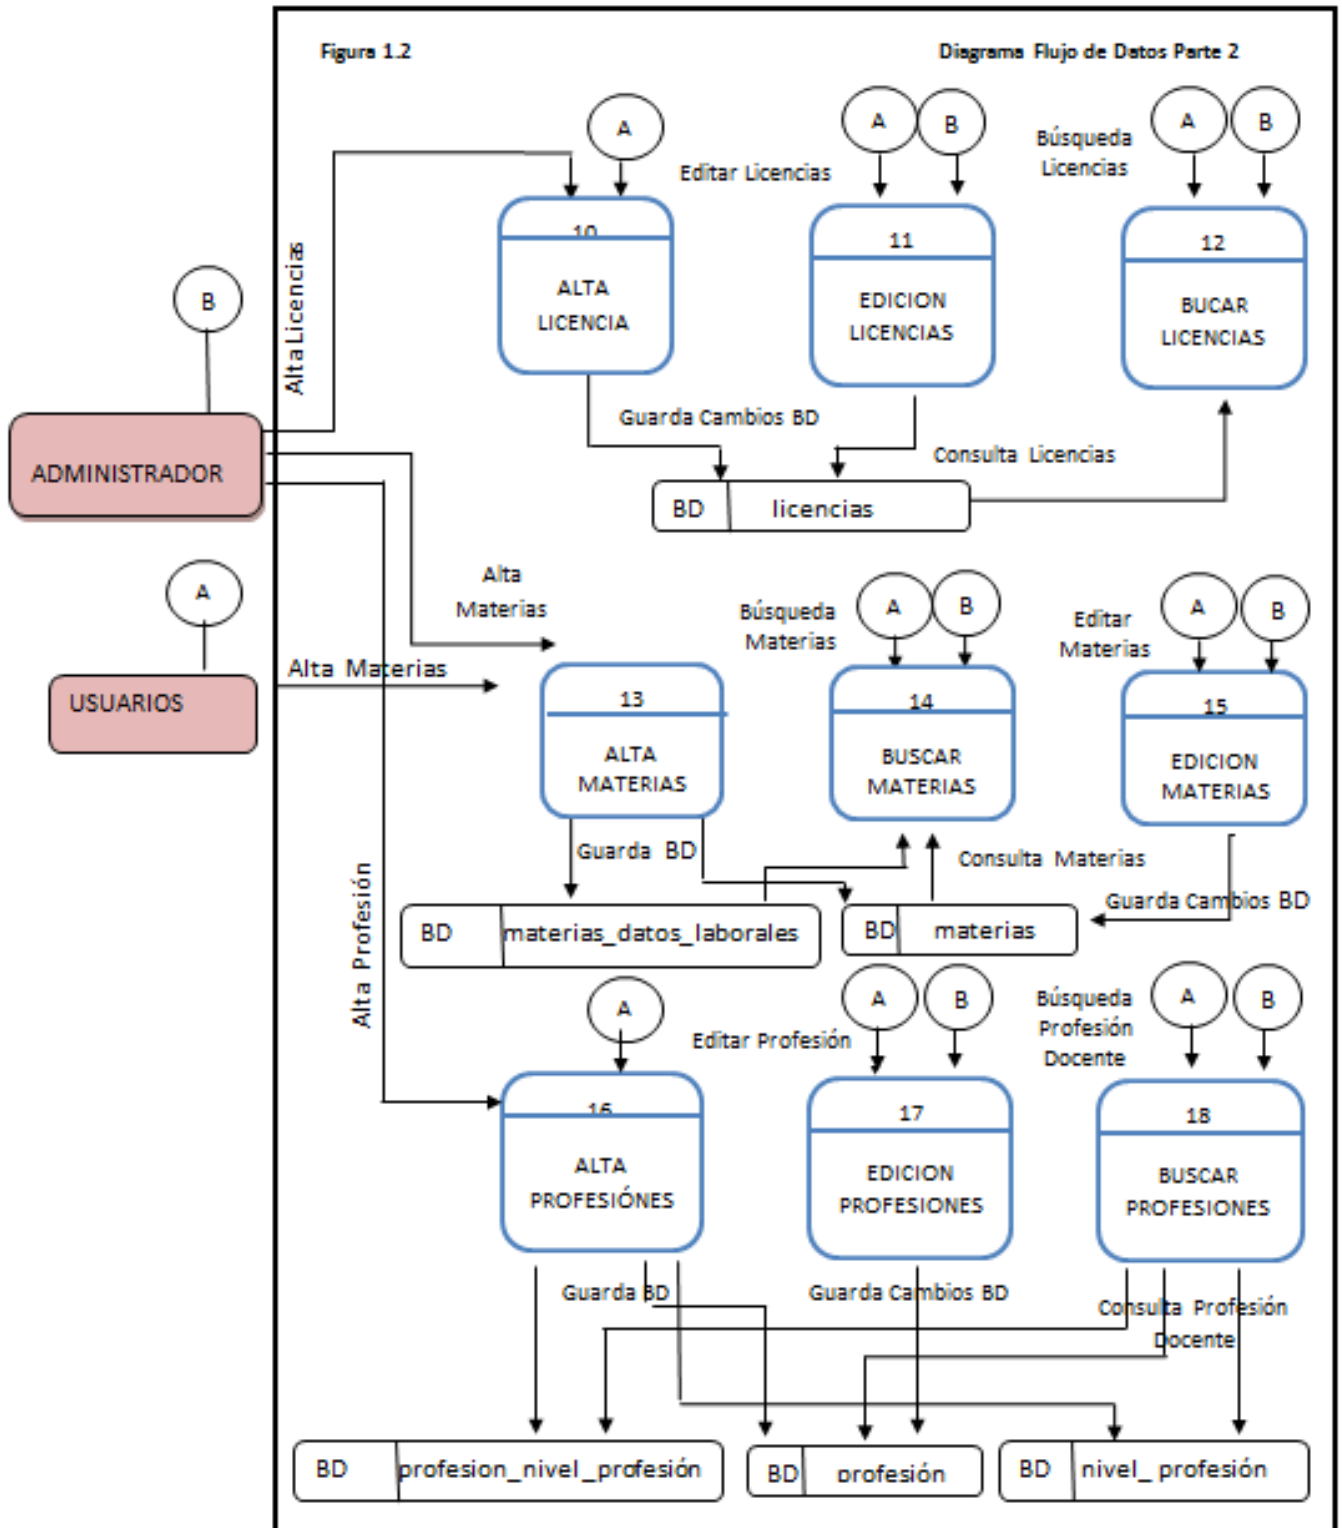 Figura 1.2
Diagrama Flujo de Datos Parte 2
A
A
B
Búsqueda
Licencias
A
B
Editar Licencias
10
ALTA
LICENCIA
11
EDICION
LICENCIAS
12
BUCAR
LICENCIAS
Alta Licencias
B
ADMINISTRADOR
Guarda Cambios BD
Consulta Licencias
BD
licencias
A
USUARIOS
Alta
Materias
Alta Materias
Búsqueda
Materias
A
B
Editar
Materias
A
B
13
ALTA
MATERIAS
14
BUSCAR
MATERIAS
15
EDICION
MATERIAS
Guarda BD
Consulta Materias
Guarda Cambios BD
BD
materias_datos_laborales
BD
materias
Alta Profesión
A
Editar Profesión
A
B
Búsqueda
Profesión
Docente
A
B
16
ALTA
PROFESIÓNES
17
EDICION
PROFESIONES
18
BUSCAR
PROFESIONES
Guarda BD
Guarda Cambios BD
Consulta Profesión
Docente
BD
profesion_nivel_profesión
BD
profesión
BD
nivel_ profesión